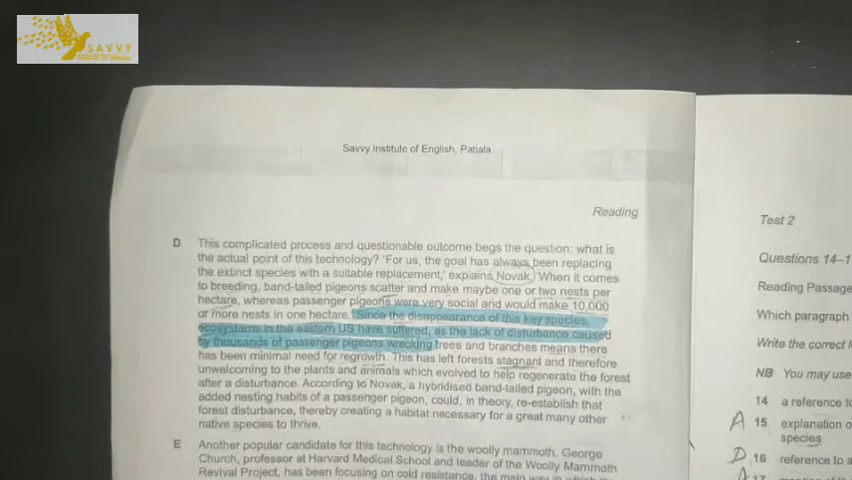 SAVVY
Savvy Institute of English, Patiala
Reading
D This complicated process and questionable outcome begs the question: what is
the actual point of this technology? 'For us, the goal has always been replacing
the extinct species with a suitable replacement,' explains Novak. 'When it comes
to breeding, band-tailed pigeons scatter and make maybe one or two nests per
hectare, whereas passenger pigeons were very social and would make 10,000
or more nests in one hectare.' Since the disappearance of this key species,
ecosystems in the eastern US have suffered, as the lack of disturbance caused
by thousands of passenger pigeons wrecking trees and branches means there
has been minimal need for regrowth. This has left forests stagnant and therefore
unwelcoming to the plants and animals which evolved to help regenerate the forest
after a disturbance. According to Novak, a hybridised band-tailed pigeon, with the
added nesting habits of a passenger pigeon, could, in theory, re-establish that
forest disturbance, thereby creating a habitat necessary for a great many other
native species to thrive.
E Another popular candidate for this technology is the woolly mammoth. George
Church, professor at Harvard Medical School and leader of the Woolly Mammoth
Revival Project, has been focusing on cold resistance, the main way in which the
Test 2
Questions 14–1
Reading Passage
Which paragraph
Write the correct l
NB You may use
14 a reference to
A 15 explanation o
species
D 16 reference to a
A 17